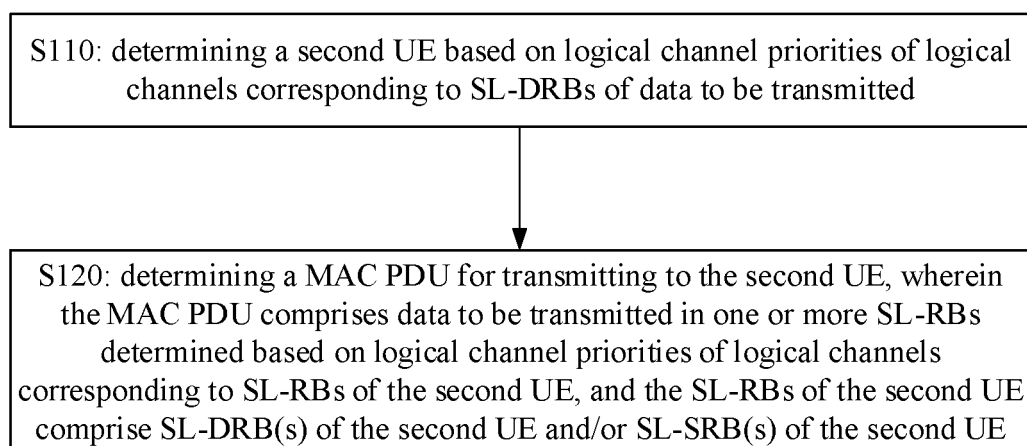 S110: determining a second UE based on logical channel priorities of logical
channels corresponding to SL-DRBs of data to be transmitted
S120: determining a MAC PDU for transmitting to the second UE, wherein
the MAC PDU comprises data to be transmitted in one or more SL-RBs
determined based on logical channel priorities of logical channels
corresponding to SL-RBs of the second UE, and the SL-RBs of the second UE
comprise SL-DRB(s) of the second UE and/or SL-SRB(s) of the second UE